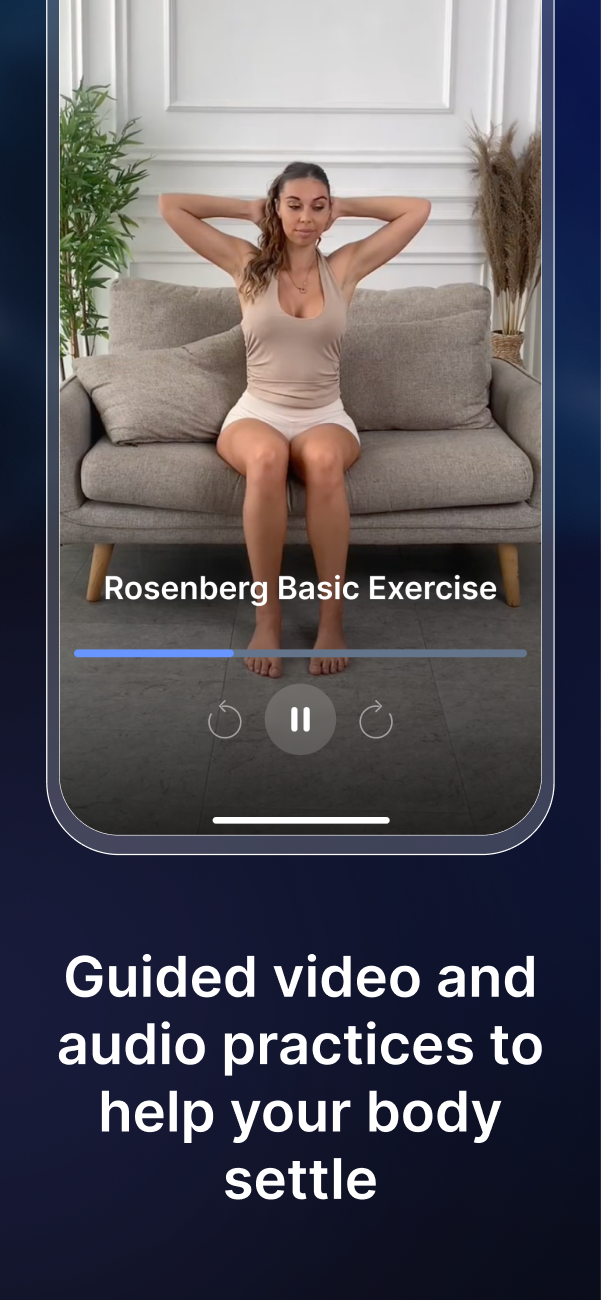 Rosenberg Basic Exercise
Guided video and
audio practices to
help your body
settle